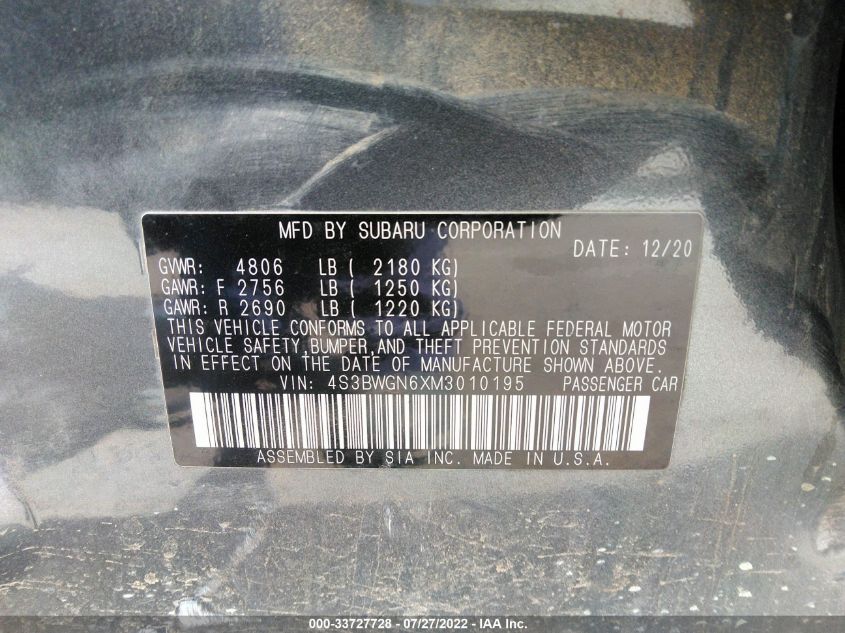 MFD BY SUBARU CORPORATION
DATE: 12/20
GVWR: 4806 LB ( 2180 KG)
GAWR: F 2756 LB ( 1250 KG)
GAWR: R 2690 LB ( 1220 KG)
THIS VEHICLE CONFORMS TO ALL APPLICABLE FEDERAL MOTOR
VEHICLE SAFETY,BUMPER,AND THEFT PREVENTION STANDARDS
IN EFFECT ON THE DATE OF MANUFACTURE SHOWN ABOVE.
VIN: 4S3BWGN6XM3010195 PASSENGER CAR
ASSEMBLED BY SIA INC. MADE IN U.S.A.
000-33727728 - 07/27/2022 - IAA Inc.